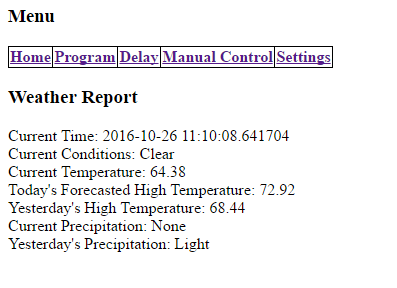 Menu
Home Program Delay Manual Control Settings
Weather Report
Current Time: 2016-10-26 11:10:08.641704
Current Conditions: Clear
Current Temperature: 64.38
Today's Forecasted High Temperature: 72.92
Yesterday's High Temperature: 68.44
Current Precipitation: None
Yesterday's Precipitation: Light